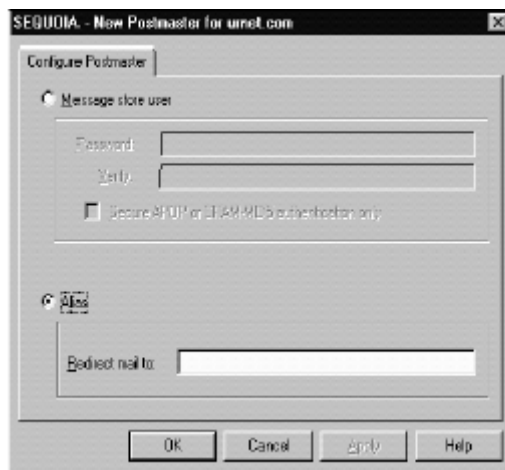 SEQUOIA. - New Postmaster for urnet.com
Configure Postmaster
Message store user
Password:
Verify:
Secure APOP or CRAM-MD5 authentication only
Alias
Redirect mail to:
OK
Cancel
Apply
Help